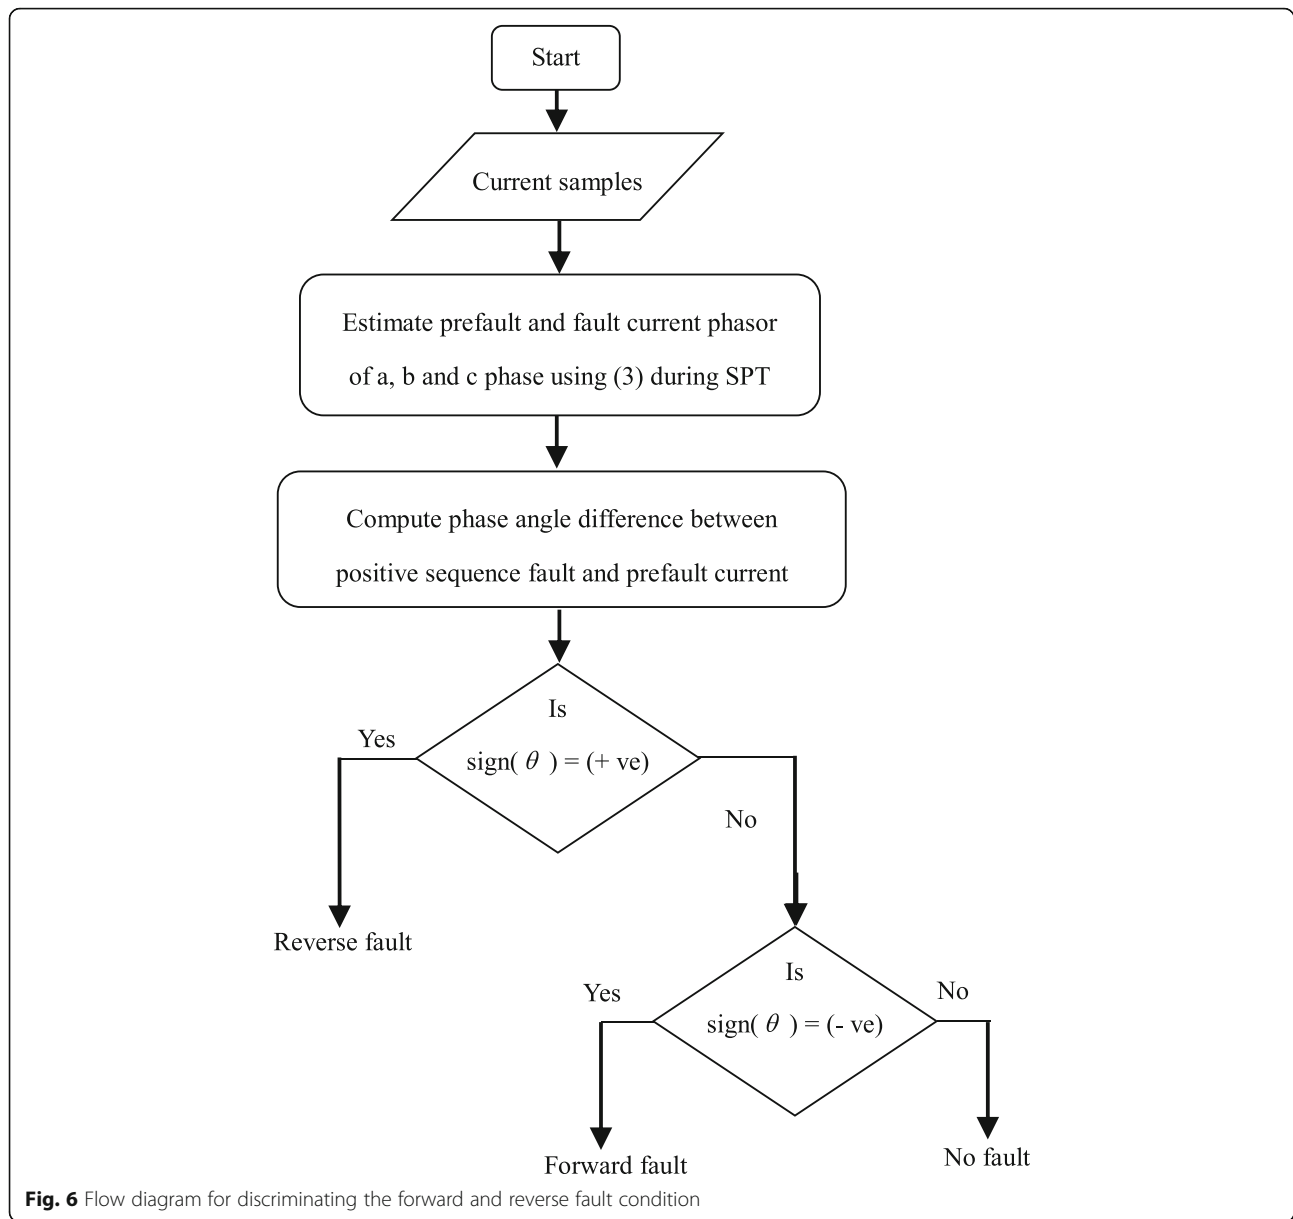 Start
Current samples
Estimate prefault and fault current phasor
of a, b and c phase using (3) during SPT
Compute phase angle difference between
positive sequence fault and prefault current
Is
sign( θ ) = (+ ve)
Yes
No
Reverse fault
Is
sign( θ ) = (- ve)
Yes
No
Forward fault
No fault
Fig. 6 Flow diagram for discriminating the forward and reverse fault condition